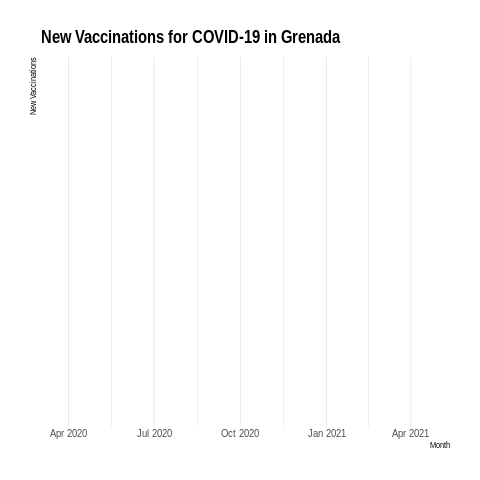 New Vaccinations for COVID-19 in Grenada
New Vaccinations
Apr 2020
Jul 2020
Oct 2020
Jan 2021
Apr 2021
Month